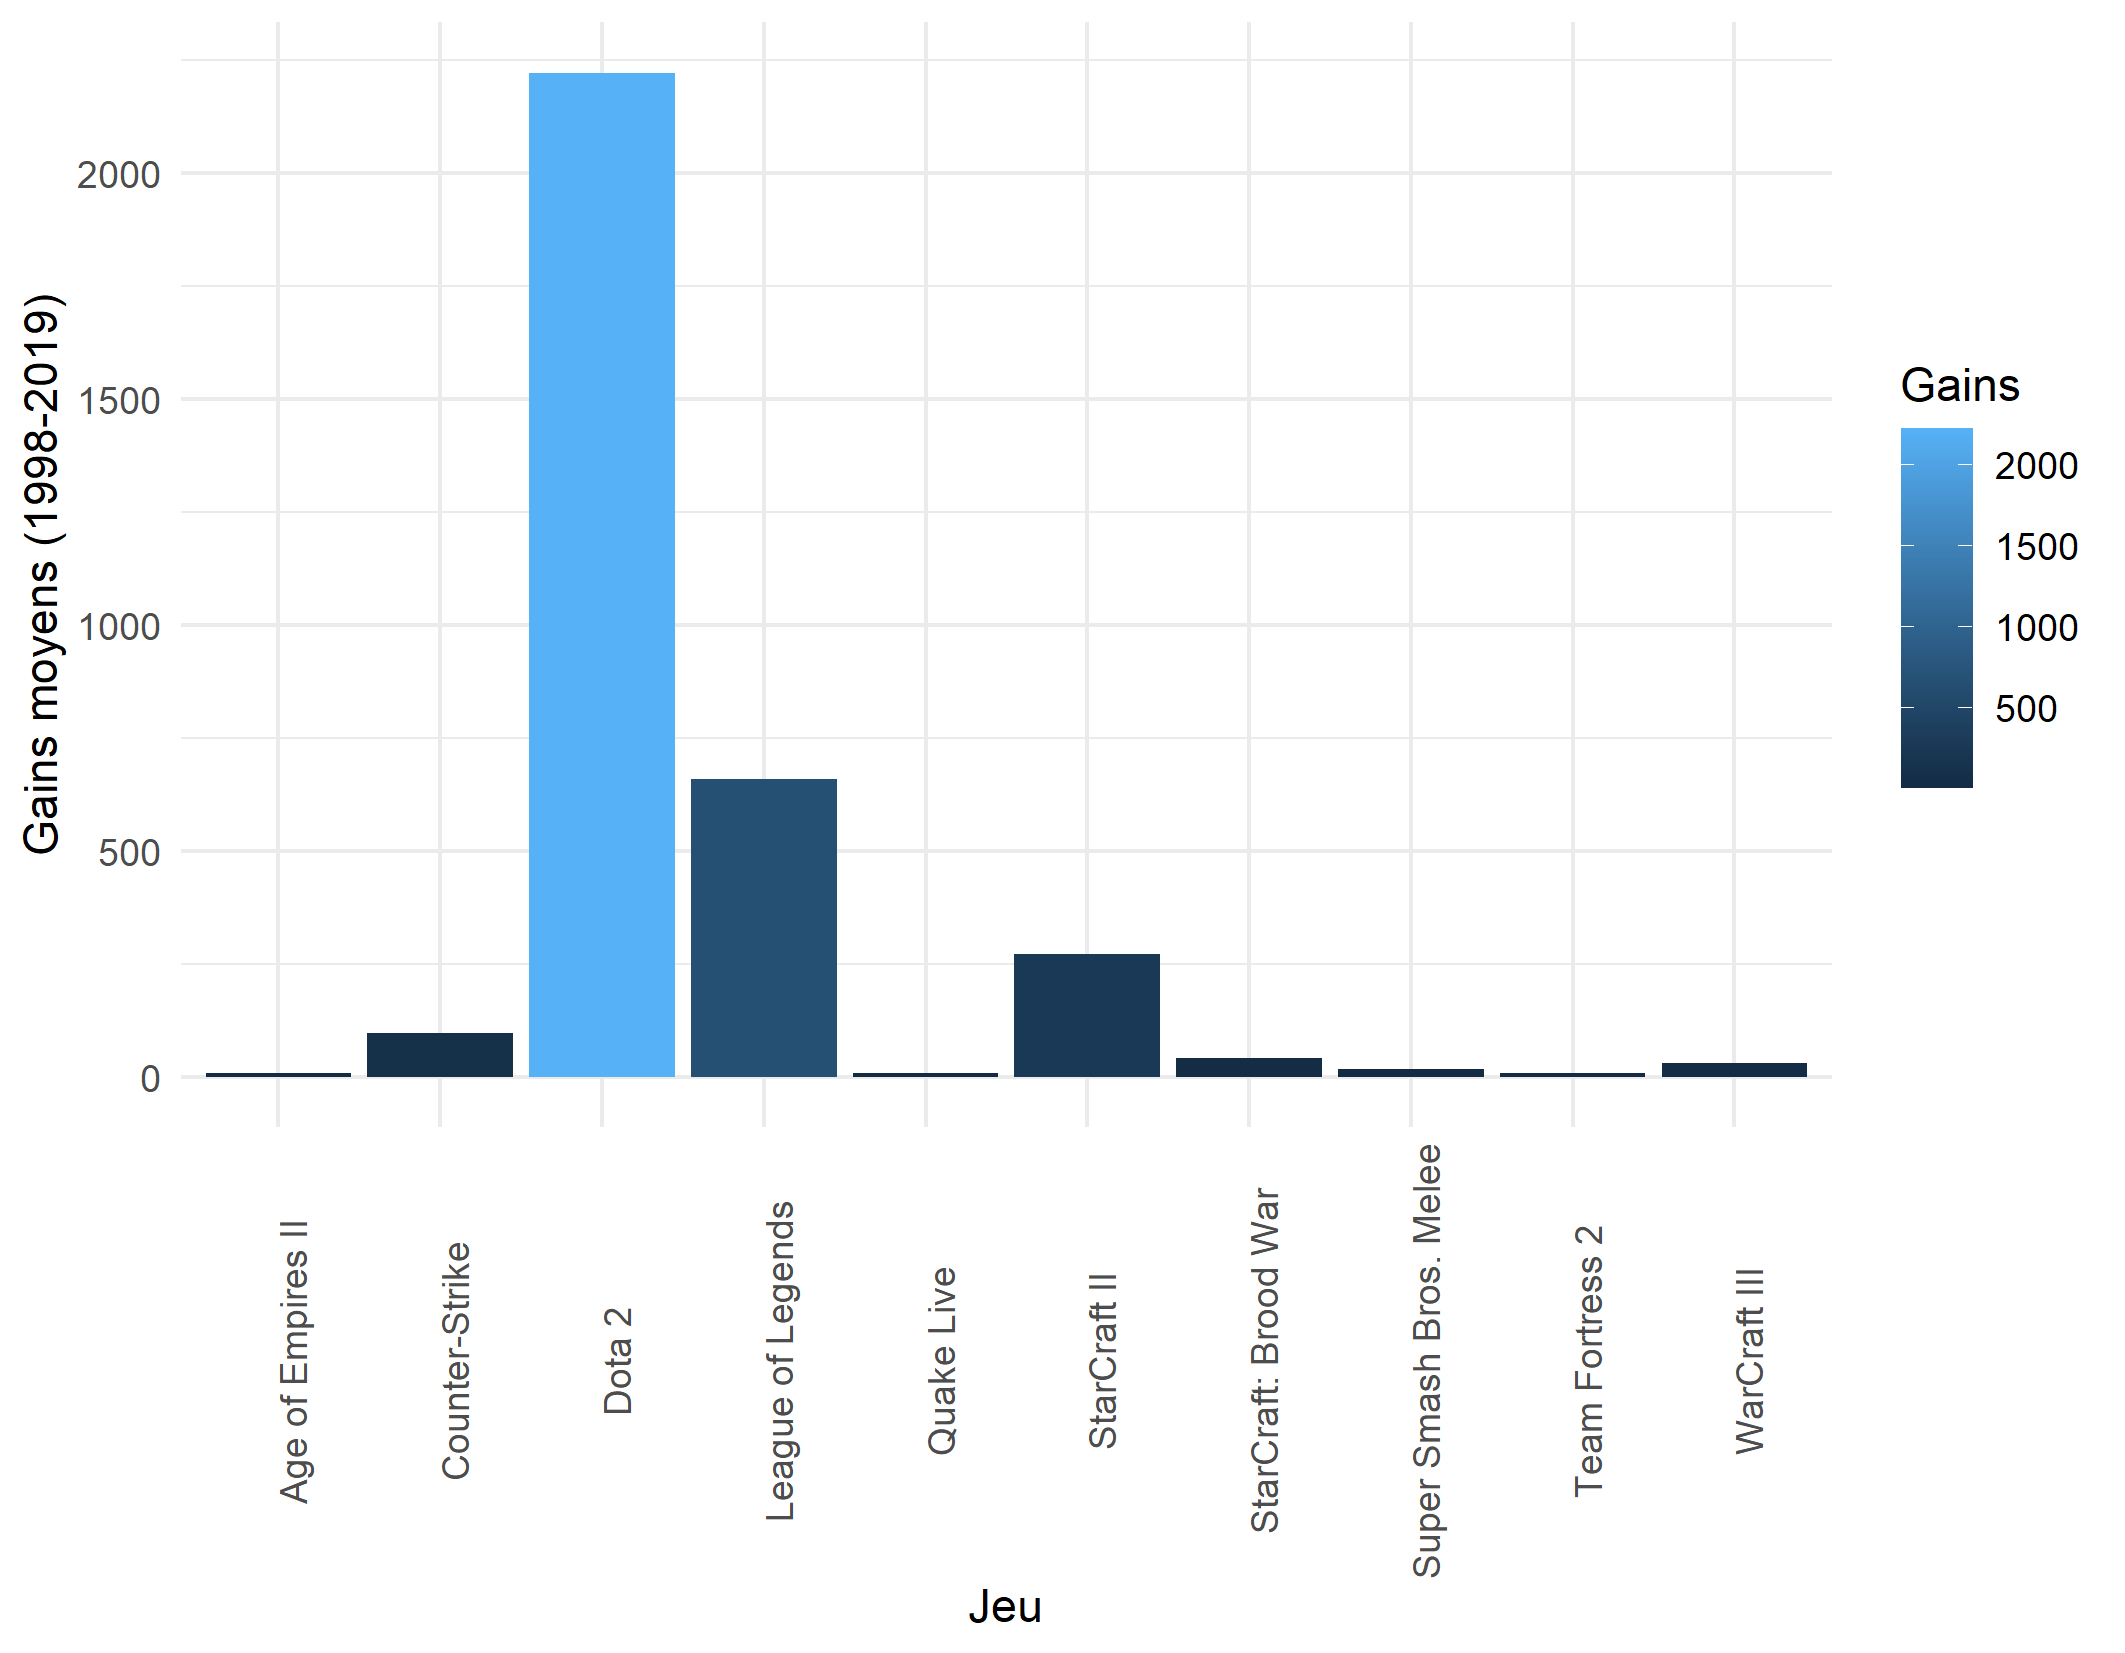 Gains moyens (1998-2019)
2000
1500
1000
500
0
Age of Empires II
Counter-Strike
Dota 2
League of Legends
Quake Live
StarCraft II
StarCraft: Brood War
Super Smash Bros. Melee
Team Fortress 2
WarCraft III
Jeu
Gains
2000
1500
1000
500